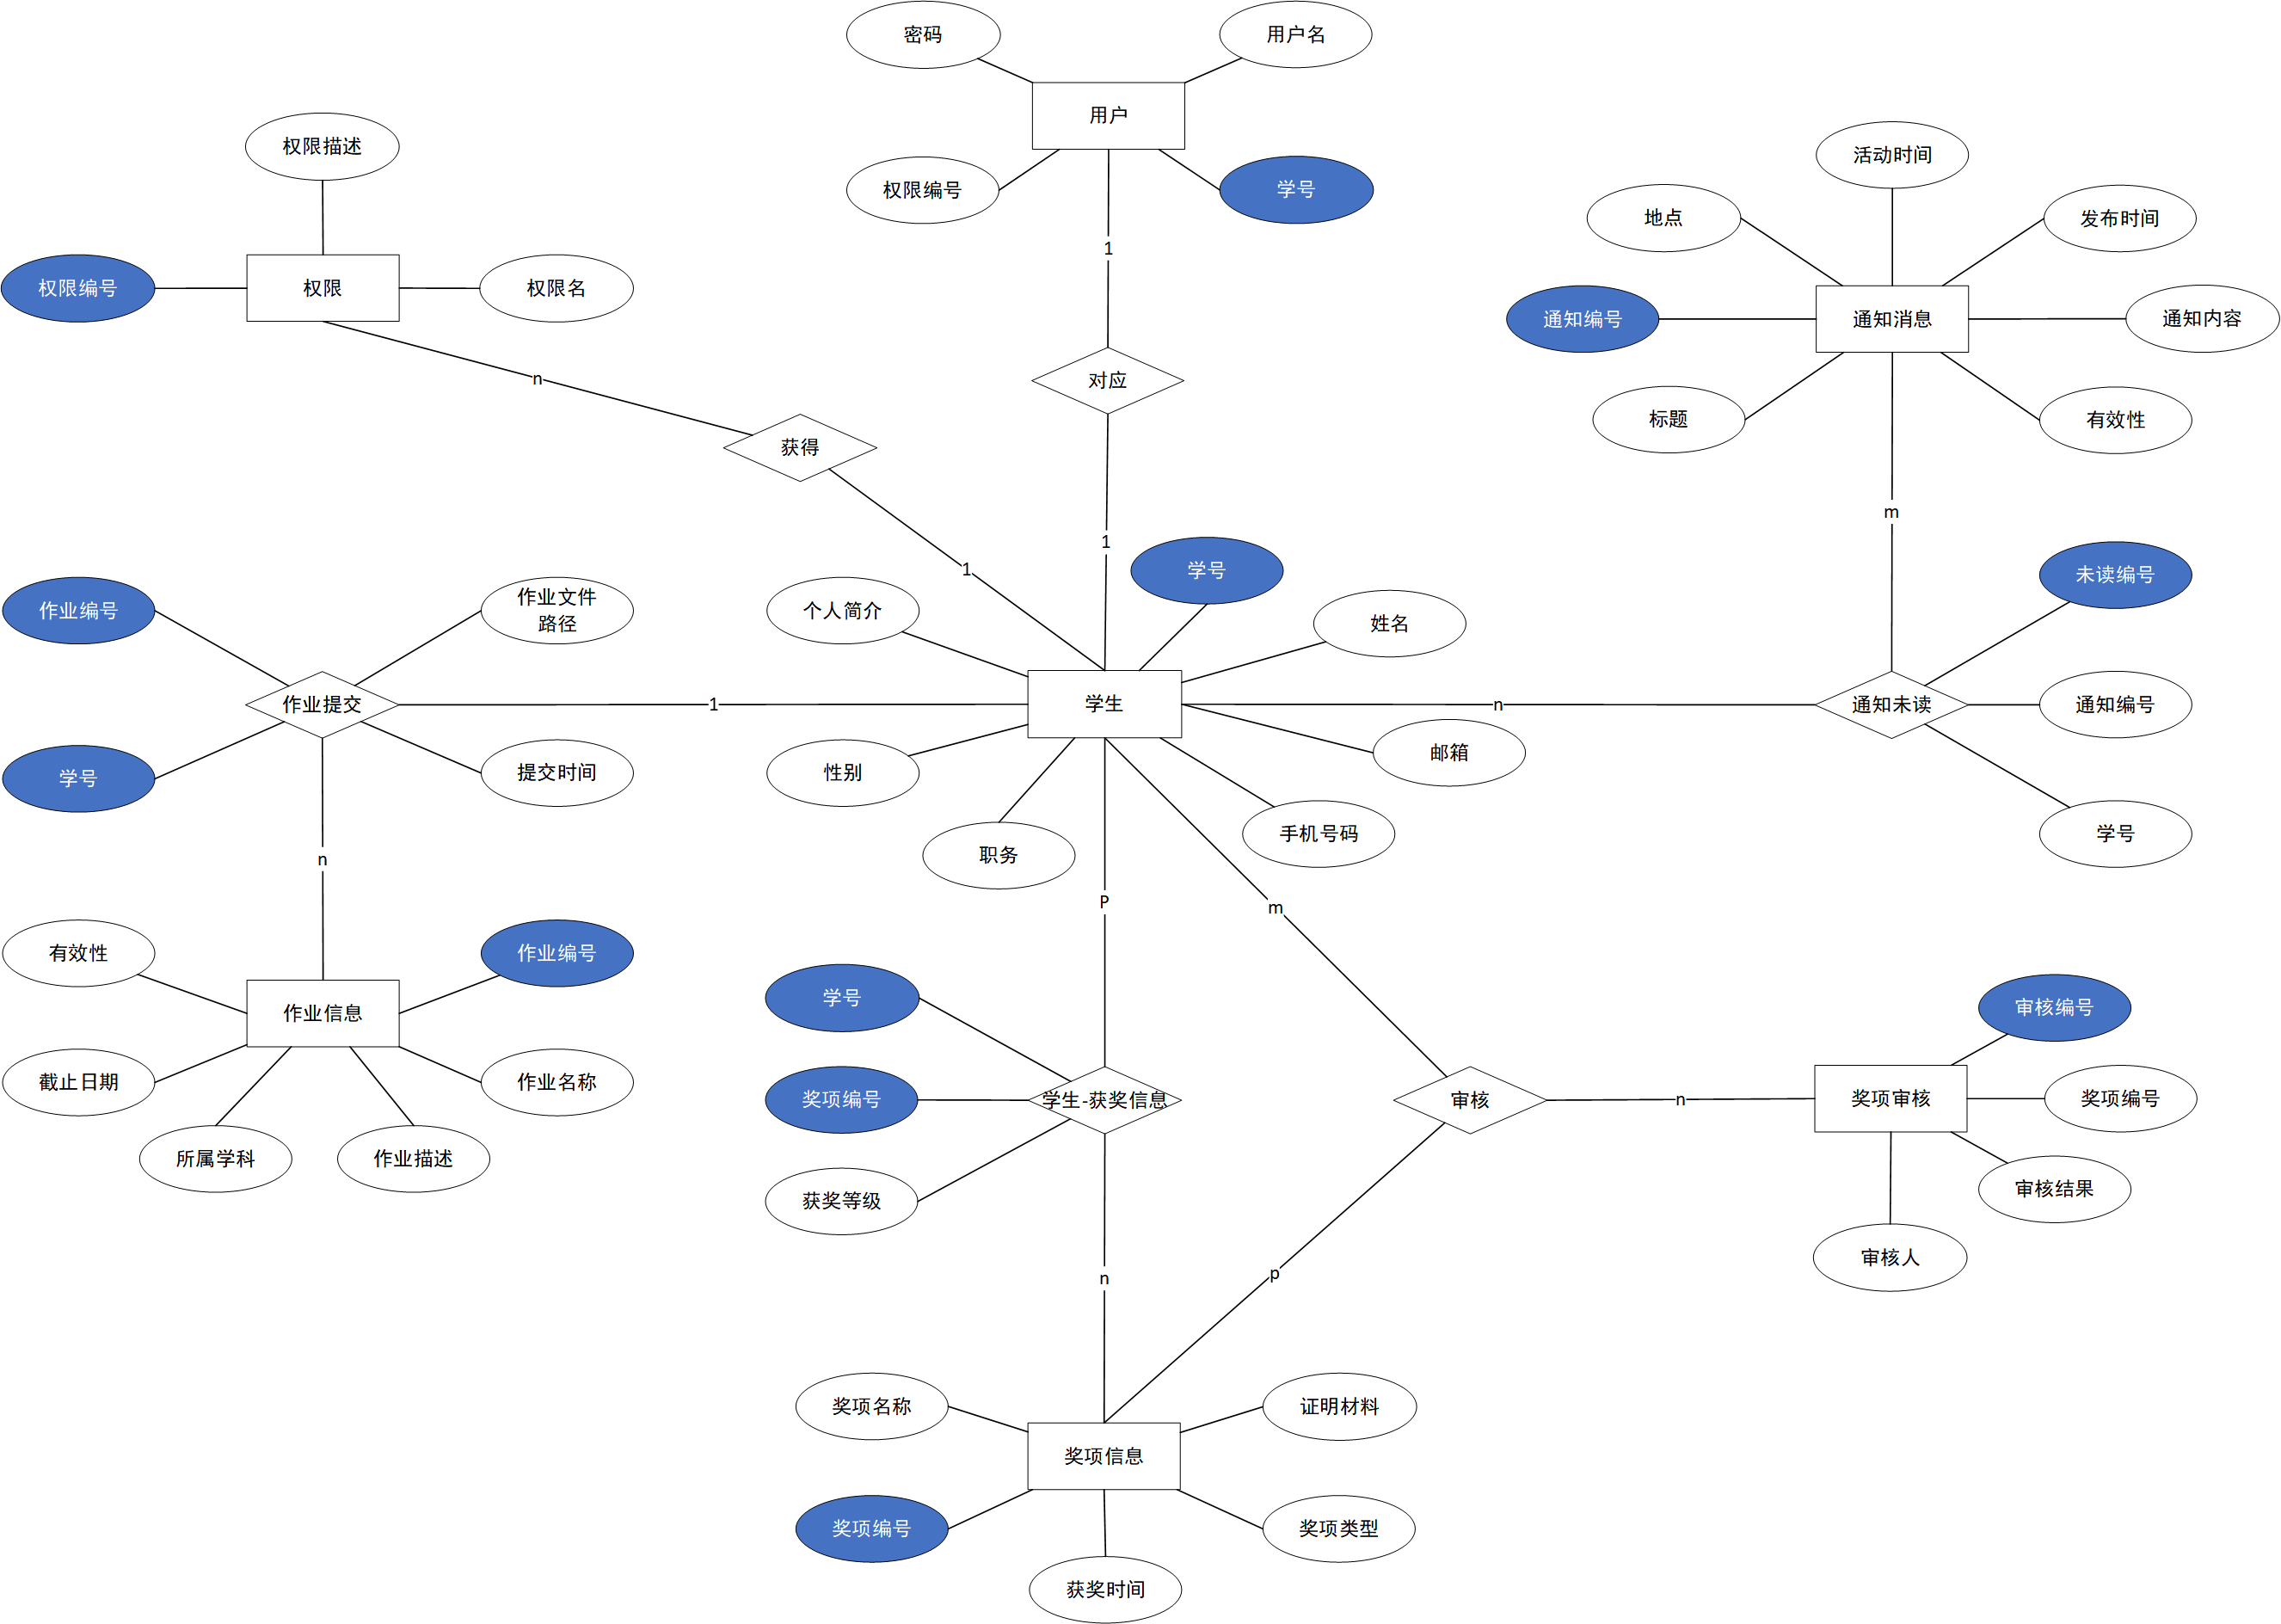 密码
用户名
用户
权限描述
活动时间
权限编号
学号
地点
发布时间
1
权限编号
权限
权限名
通知编号
通知消息
通知内容
n
对应
标题
有效性
获得
m
1
1
学号
未读编号
作业编号
作业文件
路径
个人简介
姓名
作业提交
1
学生
n
通知未读
通知编号
邮箱
学号
提交时间
性别
手机号码
学号
职务
n
P
m
有效性
作业编号
学号
审核编号
作业信息
截止日期
作业名称
奖项编号
学生-获奖信息
审核
n
奖项审核
奖项编号
所属学科
作业描述
获奖等级
审核结果
审核人
n
p
奖项名称
证明材料
奖项信息
奖项编号
奖项类型
获奖时间